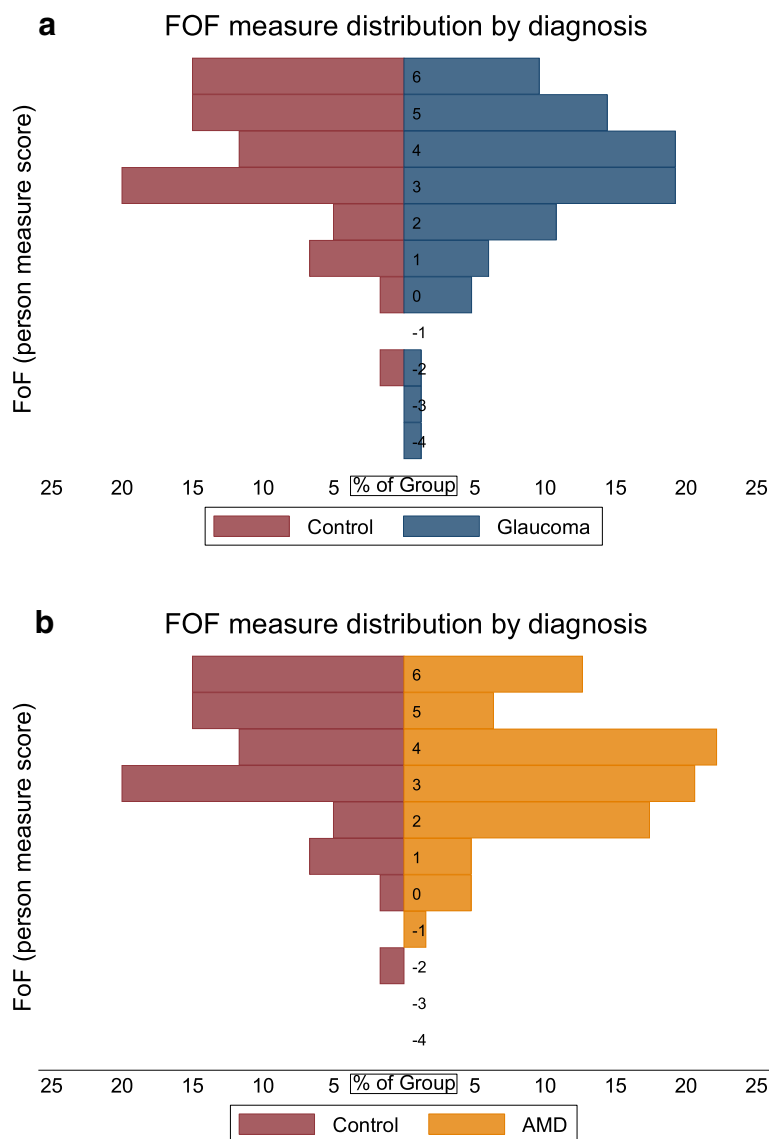 a
FOF measure distribution by diagnosis
FoF (person measure score)
6
5
4
3
2
1
0
-1
-2
-3
-4
25 20 15 10 5 % of Group 5 10 15 20 25
Control Glaucoma
b
FOF measure distribution by diagnosis
FoF (person measure score)
6
5
4
3
2
1
0
-1
-2
-3
-4
25 20 15 10 5 % of Group 5 10 15 20 25
Control AMD